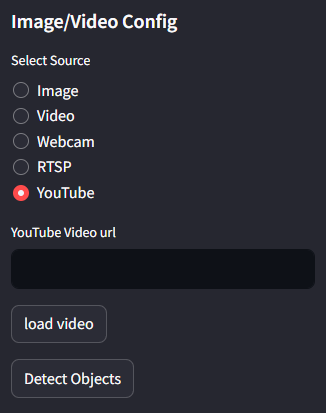 Image/Video Config
Select Source
Image
Video
Webcam
RTSP
YouTube
YouTube Video url
load video
Detect Objects